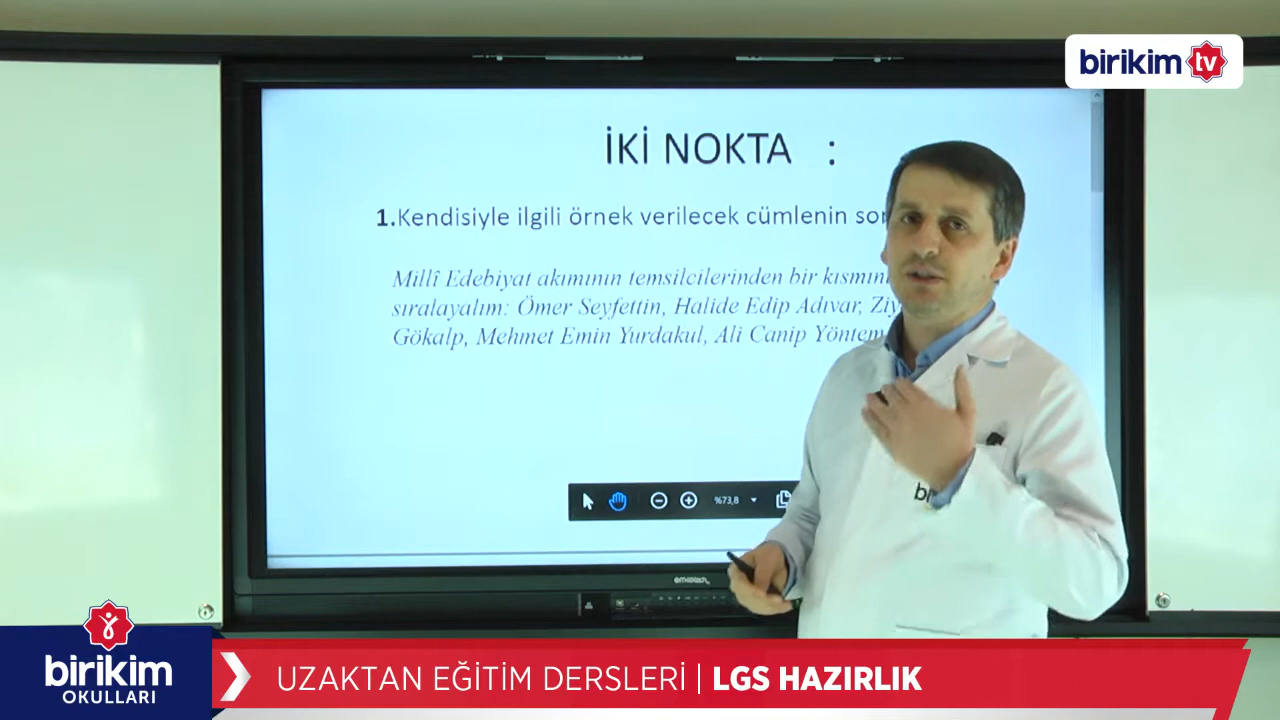 birikim tv
İKİ NOKTA :
1.Kendisiyle ilgili örnek verilecek cümlenin
Millî Edebiyat akımının temsilcilerinden bir
sıralayalım: Ömer Seyfettin, Halide Edip Adıvar,
Gökalp, Mehmet Emin Yurdakul, Ali Canip Yöntem
%73,8
birikim
OKULLARI
UZAKTAN EĞİTİM DERSLERİ | LGS HAZIRLIK